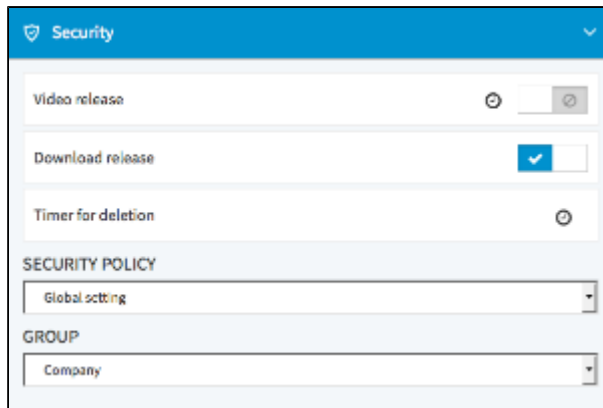 Security
Video release
Download release
Timer for deletion
SECURITY POLICY
Global setting
GROUP
Company